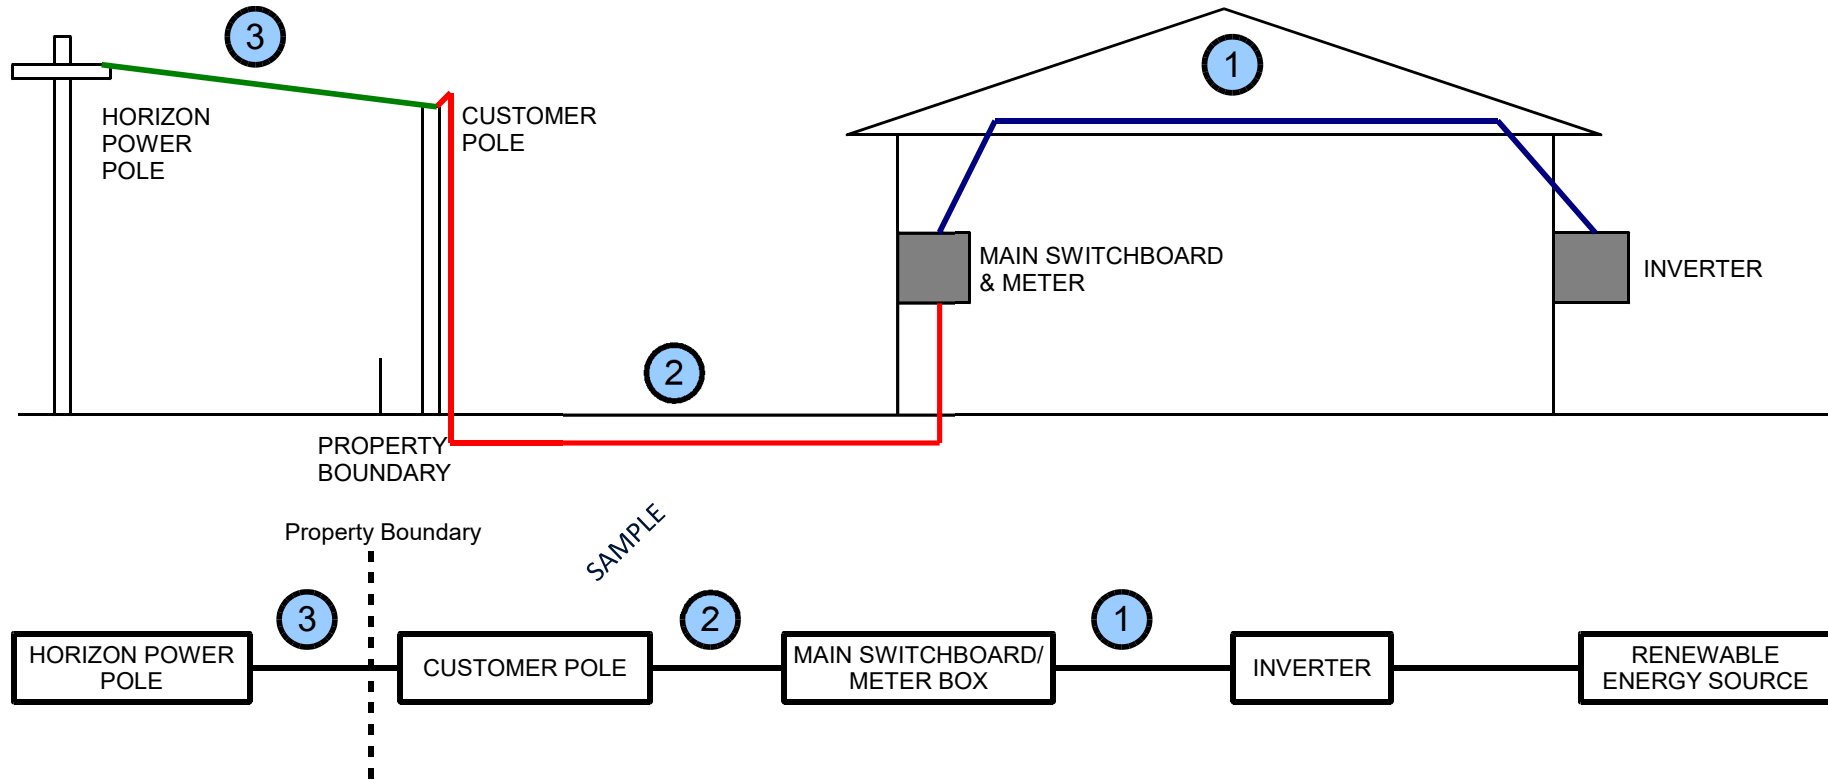 3
1
HORIZON
POWER
POLE
CUSTOMER
POLE
MAIN SWITCHBOARD
& METER
INVERTER
2
PROPERTY
BOUNDARY
SAMPLE
Property Boundary
3
2
1
HORIZON POWER
POLE
CUSTOMER POLE
MAIN SWITCHBOARD/
METER BOX
INVERTER
RENEWABLE
ENERGY SOURCE